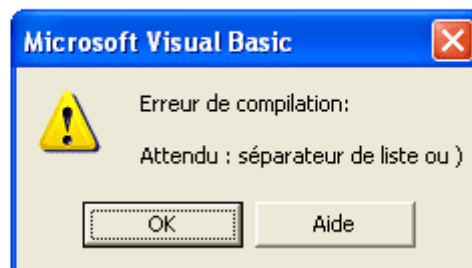 Microsoft Visual Basic
Erreur de compilation:
Attendu : séparateur de liste ou )
OK
Aide